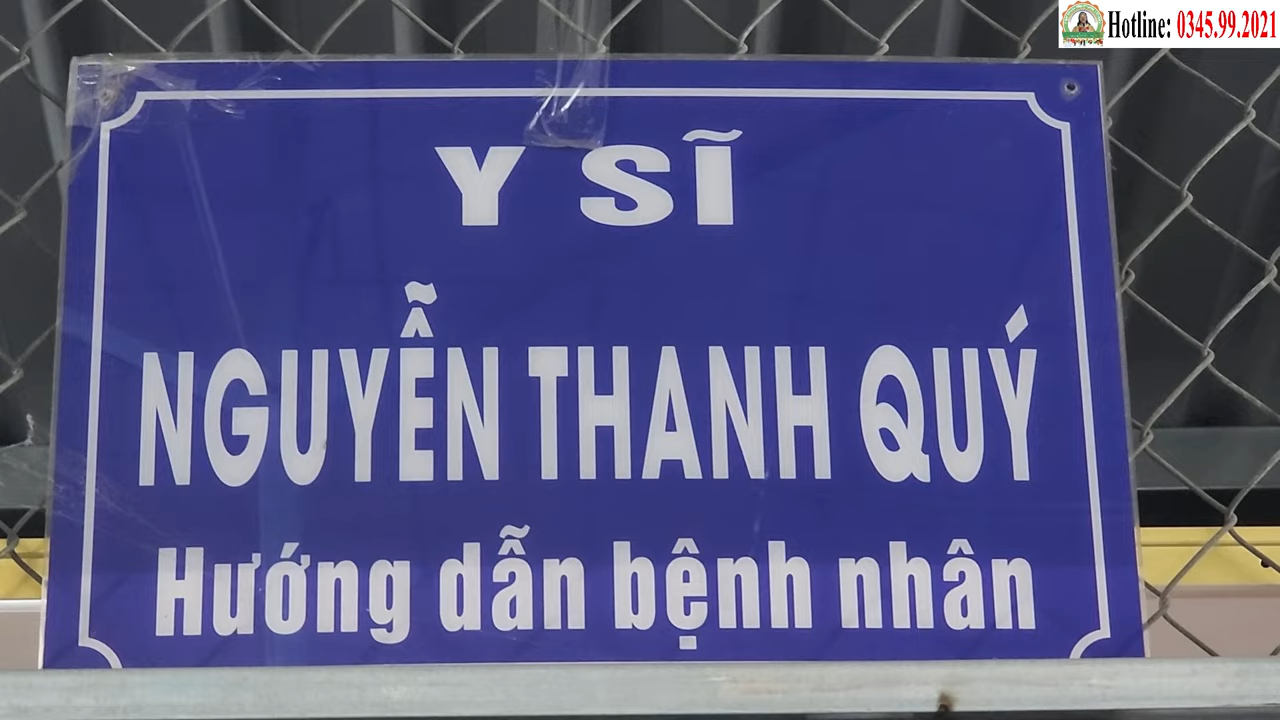 Hotline: 0345.99.2021
Y SĨ
NGUYỄN THANH QUÝ
Hướng dẫn bệnh nhân